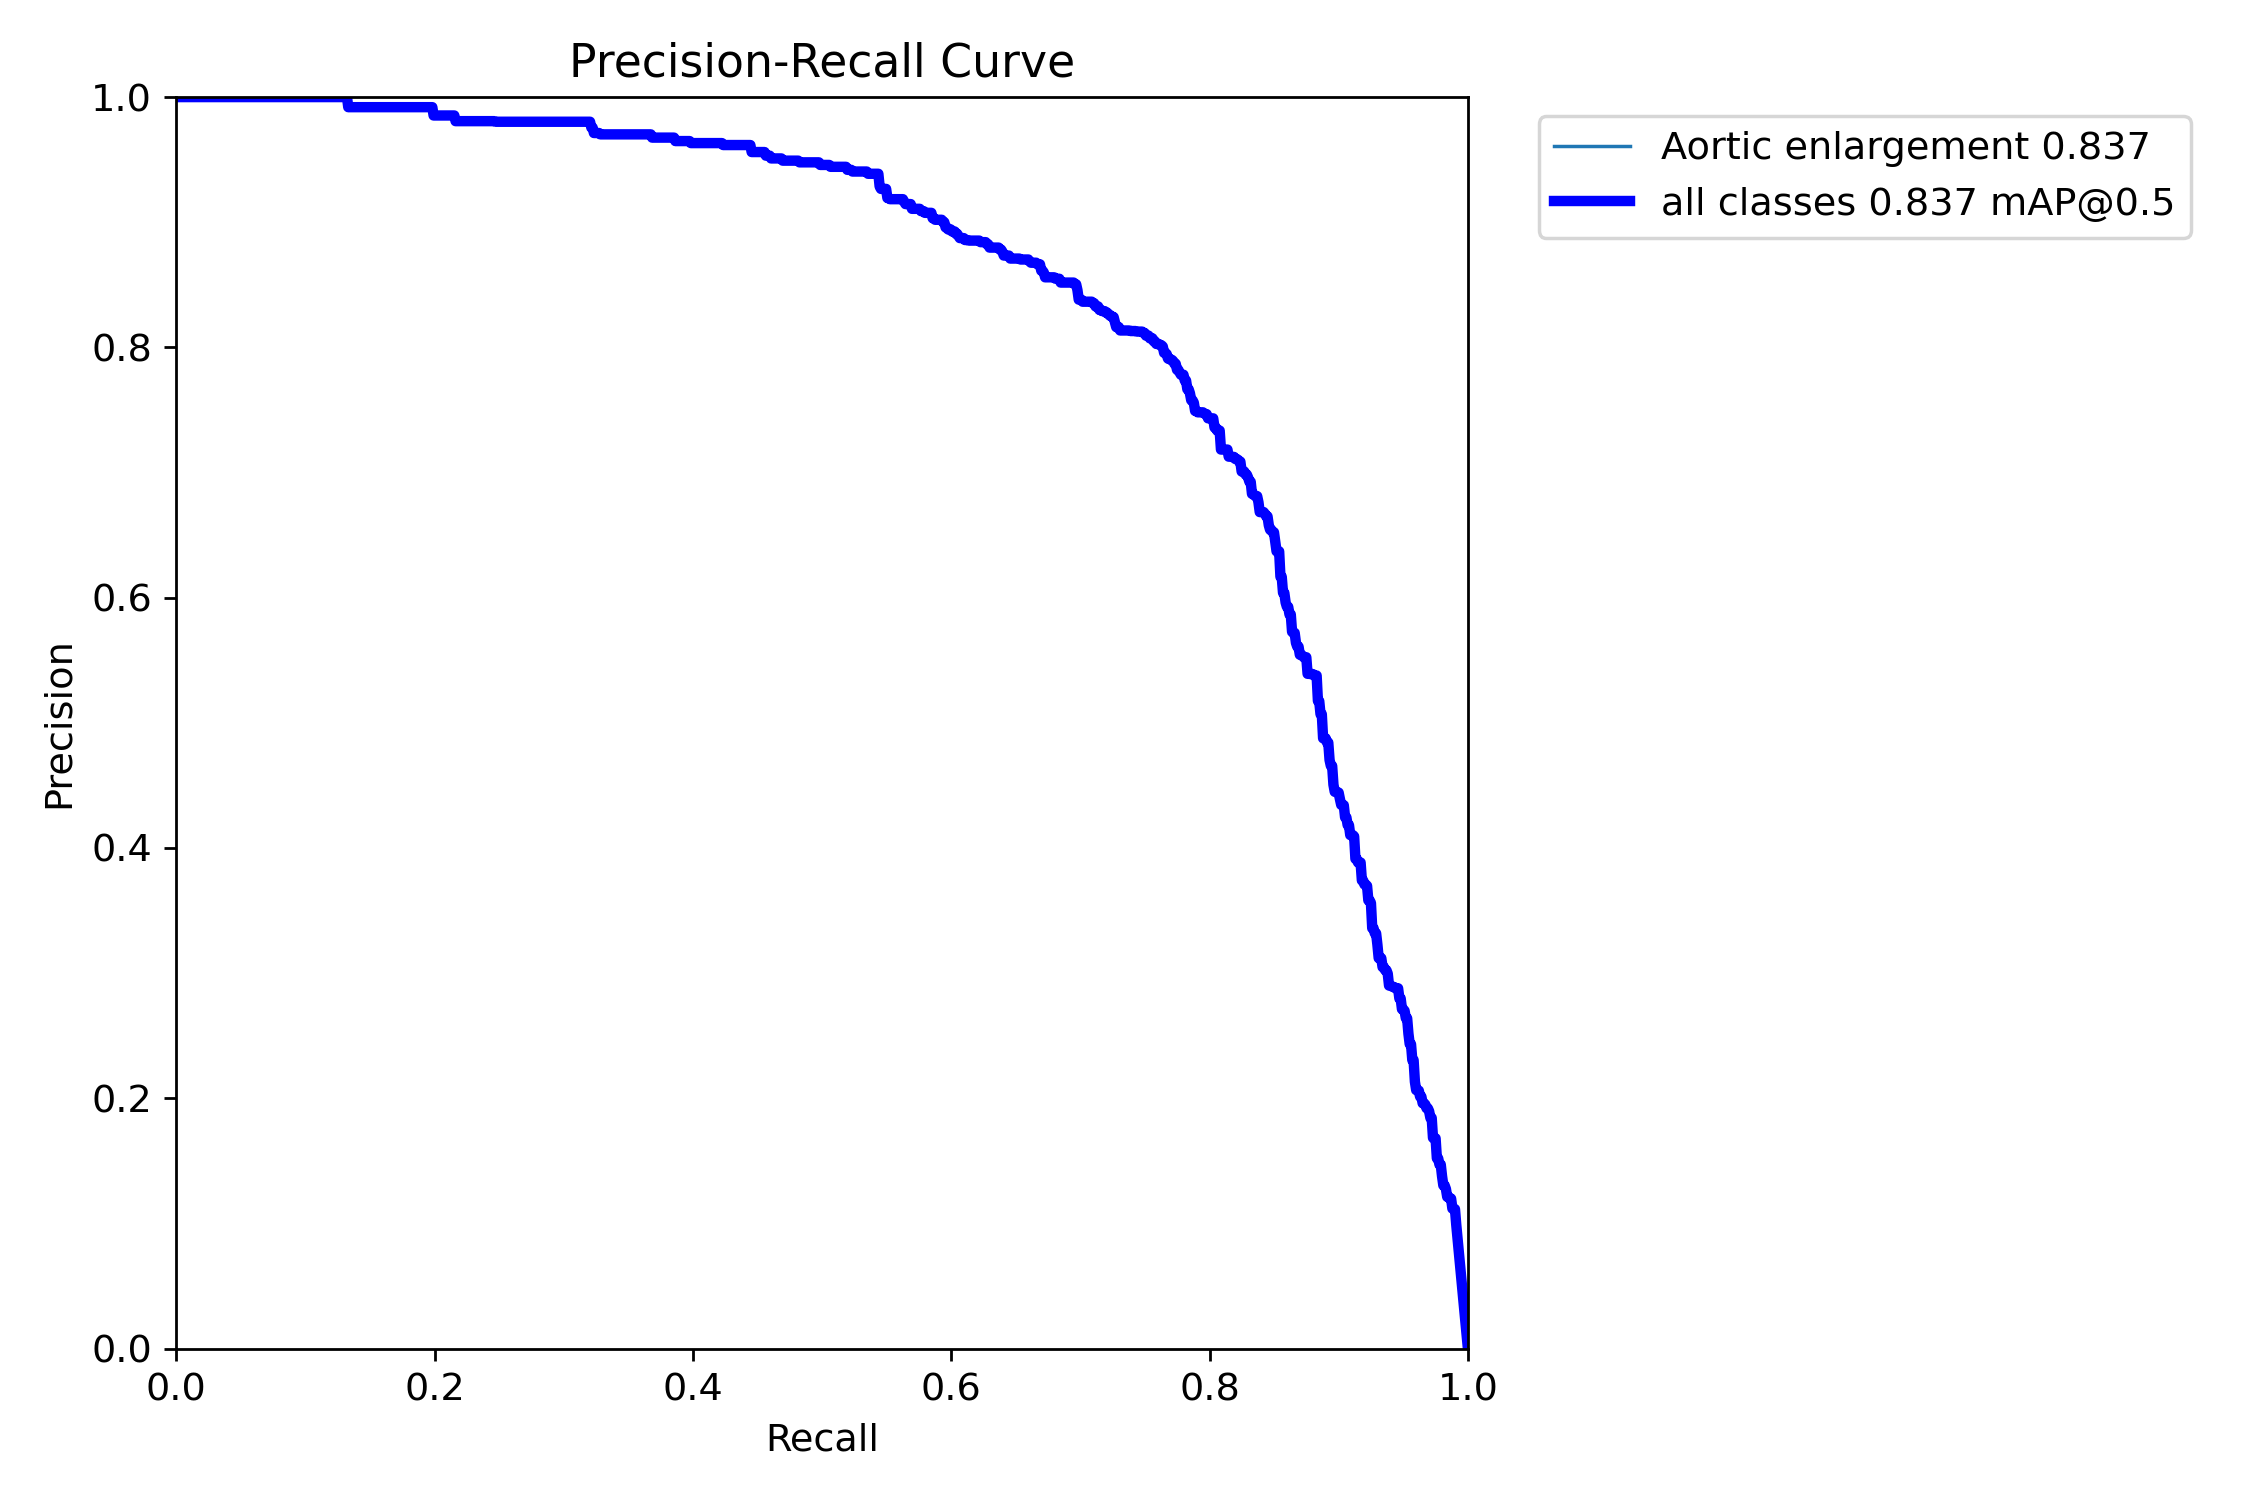 Precision-Recall Curve
1.0
0.8
0.6
0.4
0.2
0.0
Precision
0.0 0.2 0.4 0.6 0.8 1.0
Recall
Aortic enlargement 0.837
all classes 0.837 mAP@0.5